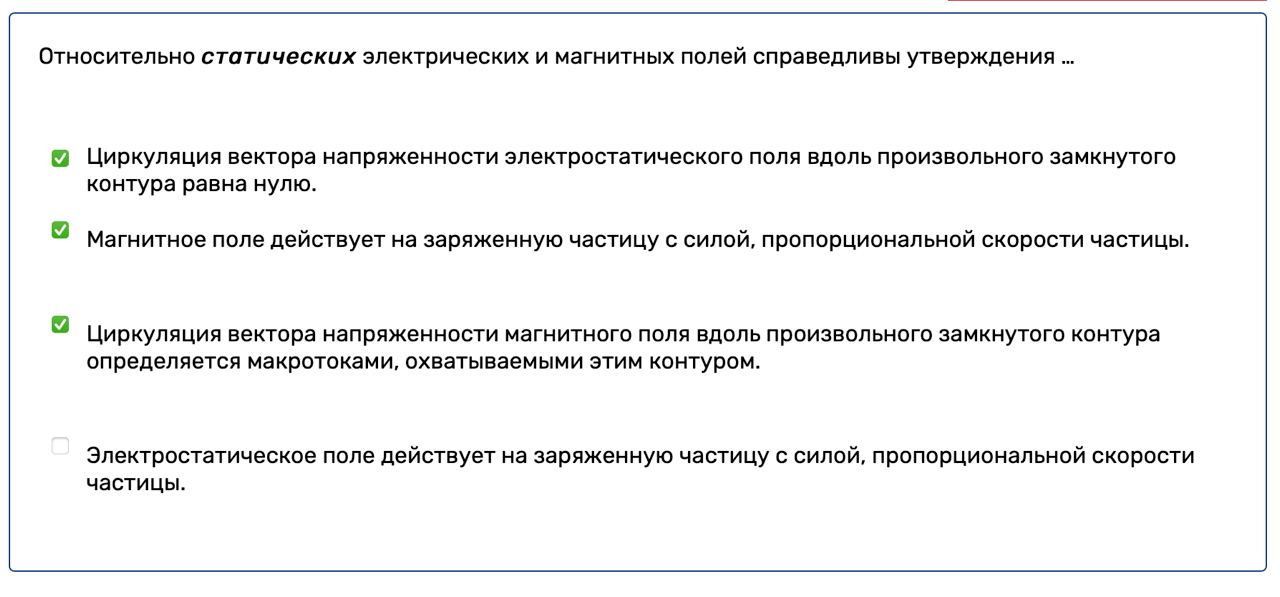 Относительно статических электрических и магнитных полей справедливы утверждения ...
Циркуляция вектора напряженности электростатического поля вдоль произвольного замкнутого
контура равна нулю.
Магнитное поле действует на заряженную частицу с силой, пропорциональной скорости частицы.
Циркуляция вектора напряженности магнитного поля вдоль произвольного замкнутого контура
определяется макротоками, охватываемыми этим контуром.
Электростатическое поле действует на заряженную частицу с силой, пропорциональной скорости
частицы.